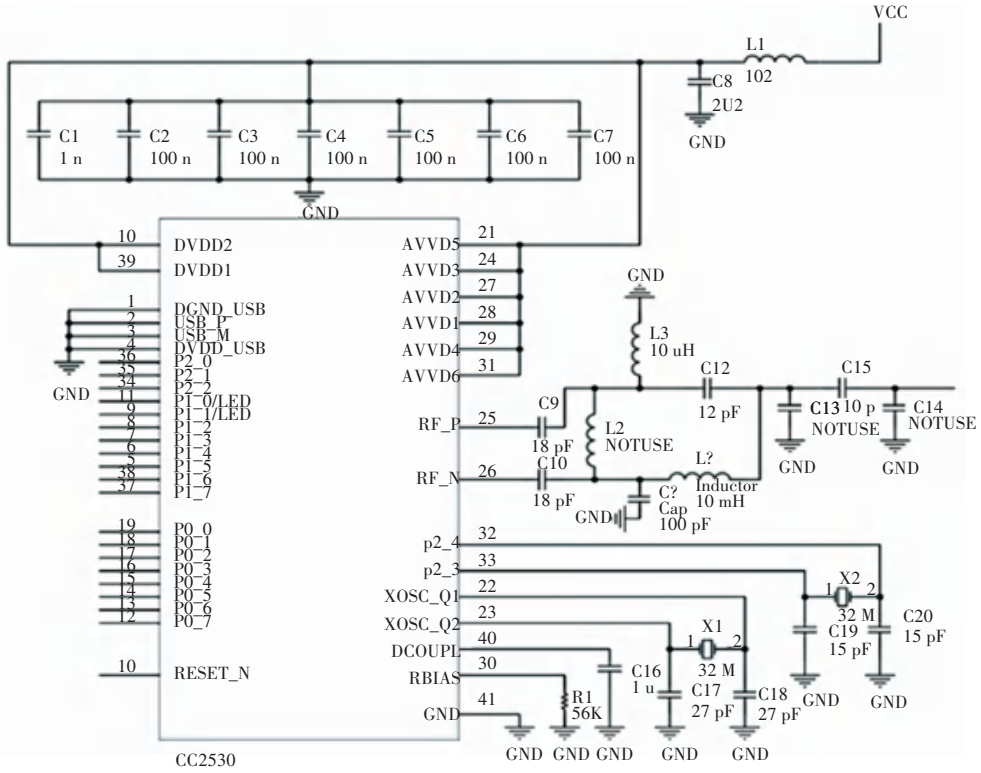 VCC
L1
102
C8
2U2
GND
C1
1 n
C2
100 n
C3
100 n
C4
100 n
C5
100 n
C6
100 n
C7
100 n
GND
10 DVDD2
39 DVDD1
1 DGND_USB
2 USB_P
3 USB_M
4 DVDD_USB
GND
36 P2_0
35 P2_1
34 P2_2
11 P1_0/LED
9 P1_1/LED
8 P1_2
7 P1_3
6 P1_4
5 P1_5
38 P1_6
37 P1_7
19 P0_0
18 P0_1
17 P0_2
16 P0_3
15 P0_4
14 P0_5
13 P0_6
12 P0_7
10 RESET_N
CC2530
AVVD5 21
AVVD3 24
AVVD2 27
AVVD1 28
AVVD4 29
AVVD6 31
RF_P 25
RF_N 26
p2_4 32
p2_3 33
XOSC_Q1 22
XOSC_Q2 23
DCOUPL 40
RBIAS 30
GND 41
GND
L3
10 uH
C9
18 pF
C10
18 pF
L2
NOTUSE
C12
12 pF
C15
10 p
C13
NOTUSE
GND
C14
NOTUSE
GND
L?
Inductor
10 mH
C?
Cap
100 pF
GND
1 X2 2
32 M
C19
15 pF
C20
15 pF
GND
GND
1 X1 2
32 M
C16
1 u
C17
27 pF
C18
27 pF
R1
56K
GND
GND
GND
GND
GND